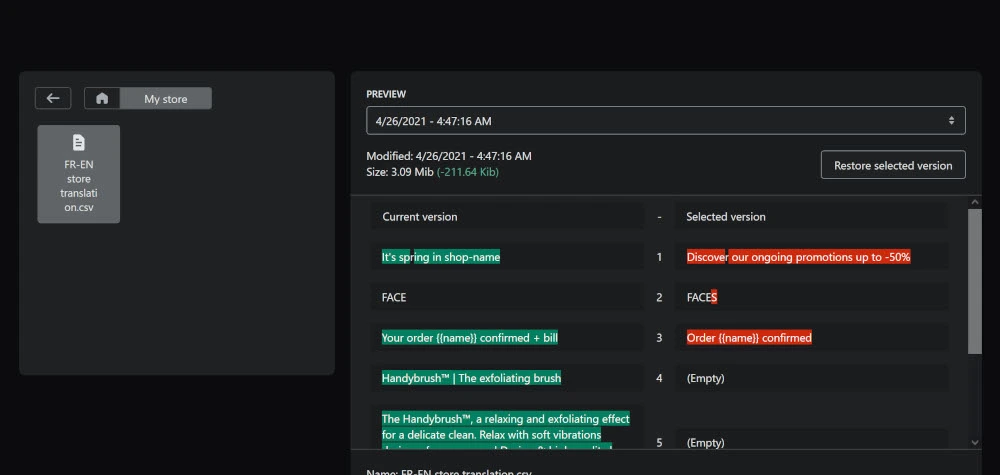 My store
FR-EN
store
translati
on.csv
PREVIEW
4/26/2021 - 4:47:16 AM
Modified: 4/26/2021 - 4:47:16 AM
Size: 3.09 Mib (-211.64 Kib)
Restore selected version
Current version - Selected version
It's spring in shop-name 1 Discover our ongoing promotions up to -50%
FACE 2 FACES
Your order {{name}} confirmed + bill 3 Order {{name}} confirmed
Handybrush™ | The exfoliating brush 4 (Empty)
The Handybrush™, a relaxing and exfoliating effect
for a delicate clean. Relax with soft vibrations
5 (Empty)
Name: FR-EN store translation.csv